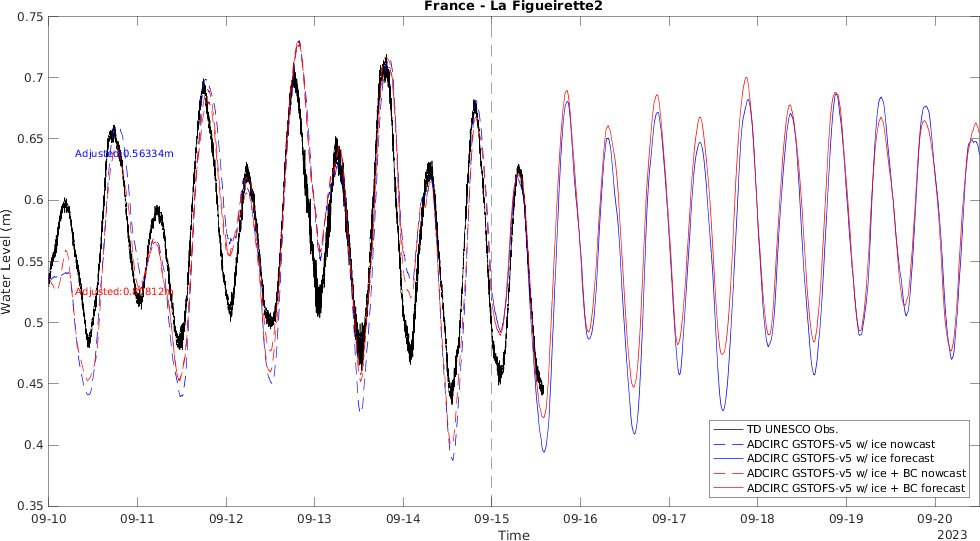 France - La Figueirette2
0.75
0.7
0.65
0.6
0.55
0.5
0.45
0.4
0.35
Water Level (m)
Adjusted:0.56334m
TD UNESCO Obs.
ADCIRC GSTOFS-v5 w/ ice nowcast
ADCIRC GSTOFS-v5 w/ ice forecast
ADCIRC GSTOFS-v5 w/ ice + BC nowcast
ADCIRC GSTOFS-v5 w/ ice + BC forecast
09-10 09-11 09-12 09-13 09-14 09-15 09-16 09-17 09-18 09-19 09-20
Time
2023